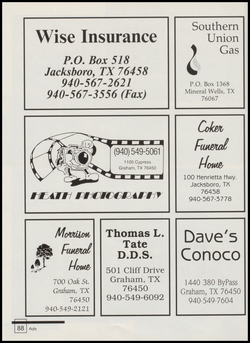 Wise Insurance
P.O. Box 518
Jacksboro, TX 76458
940-567-2621
940-567-3556 (Fax)
Southern
Union
Gas
P.O. Box 1368
Mineral Wells, TX
76067
(940) 549-5061
1105 Cypress
Graham, TX 76450
HEATH PHOTOGRAPHY
Coker
Funeral
Home
100 Henrietta Hwy.
Jacksboro, TX
76458
940-567-3778
Morrison
Funeral
Home
700 Oak St.
Graham, TX
76450
940-549-2121
Thomas L.
Tate
D.D.S.
501 Cliff Drive
Graham, TX
76450
940-549-6092
Dave's
Conoco
1440 380 ByPass
Graham, TX 76450
940-549-7604
88 Ads